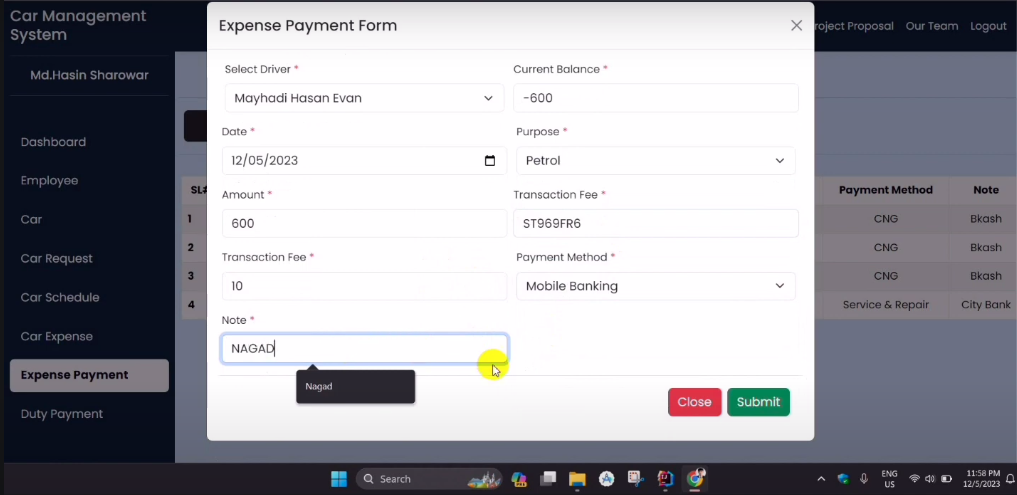 Car Management
System
Expense Payment Form
roject Proposal Our Team Logout
Md.Hasin Sharowar
Select Driver *
Current Balance *
Mayhadi Hasan Evan
-600
Date *
Purpose *
Dashboard
12/05/2023
Petrol
Employee
SL#
Amount *
Transaction Fee *
Payment Method
Note
Car
1
600
ST969FR6
CNG
Bkash
2
CNG
Bkash
Car Request
Transaction Fee *
Payment Method *
3
CNG
Bkash
10
Mobile Banking
Car Schedule
4
Service & Repair
City Bank
Note *
Car Expense
NAGAD
Expense Payment
Nagad
Close
Submit
Duty Payment
Search
ENG
US
11:58 PM
12/5/2023